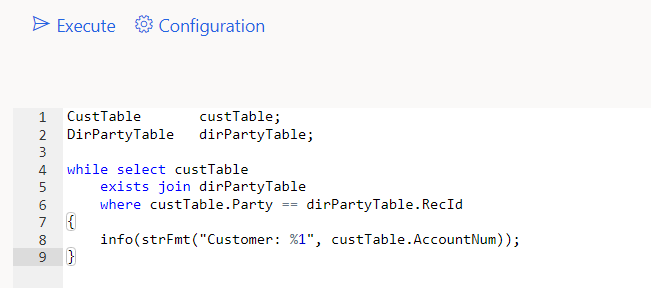 Execute Configuration
1 CustTable       custTable;
2 DirPartyTable   dirPartyTable;
3
4 while select custTable
5     exists join dirPartyTable
6     where custTable.Party == dirPartyTable.RecId
7 {
8     info(strFmt("Customer: %1", custTable.AccountNum));
9 }